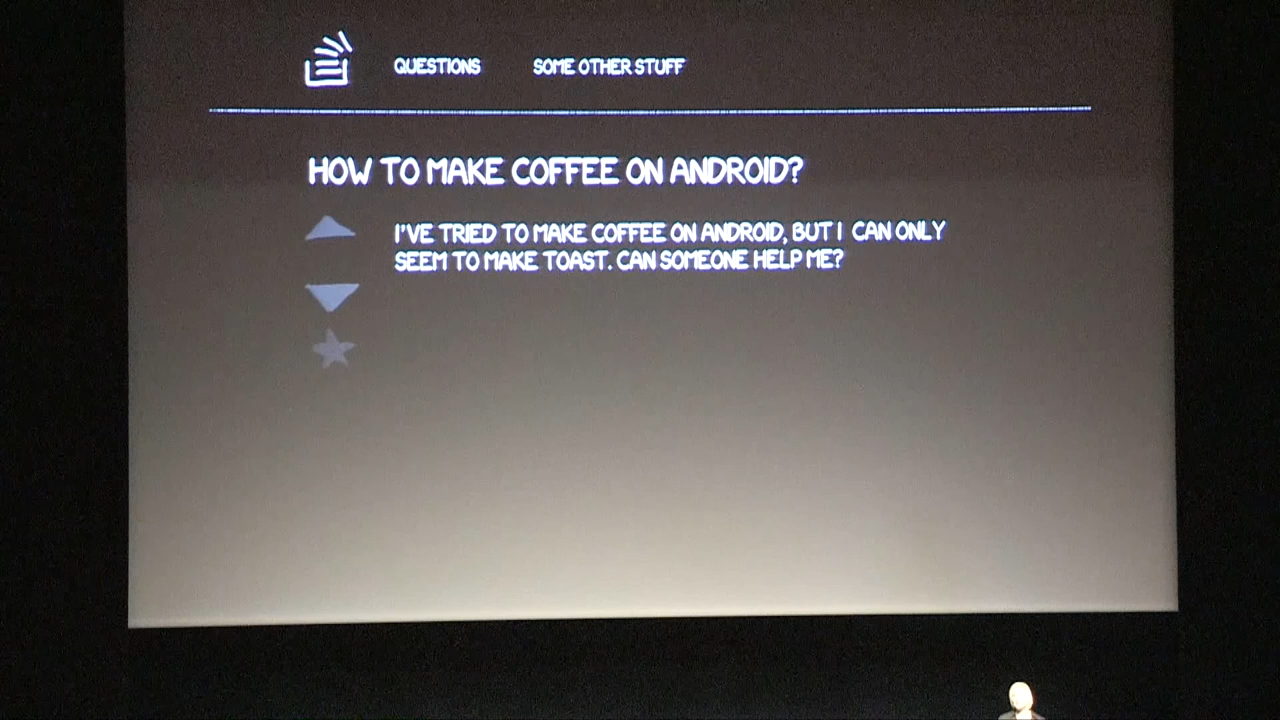 QUESTIONS SOME OTHER STUFF
HOW TO MAKE COFFEE ON ANDROID?
I'VE TRIED TO MAKE COFFEE ON ANDROID, BUT I CAN ONLY
SEEM TO MAKE TOAST. CAN SOMEONE HELP ME?